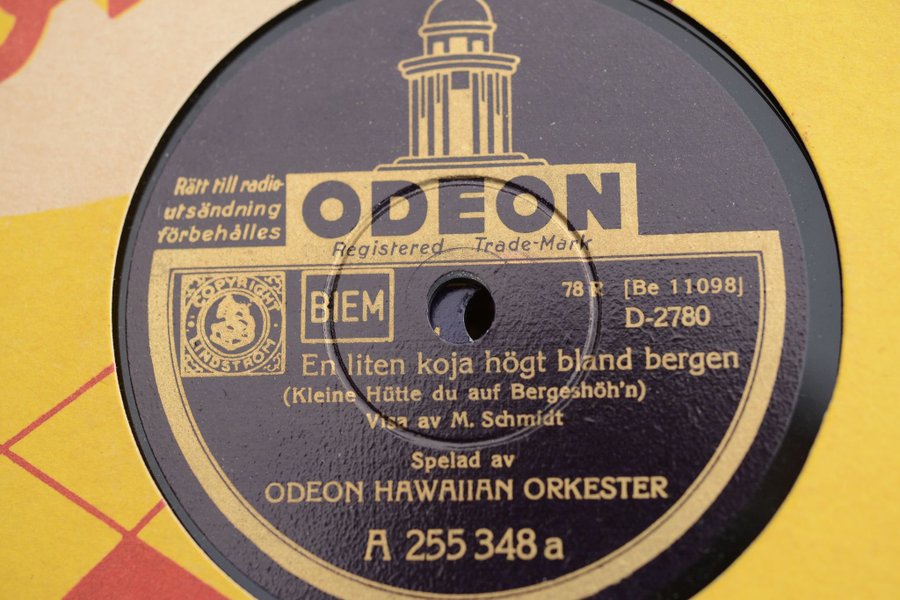 Rätt till radio-
utsändning
förbehålles
ODEON
Registered Trade-Mark
COPYRIGHT
LINDSTRÖM
BIEM
78 R [Be 11098]
D-2780
En liten koja högt bland bergen
(Kleine Hütte du auf Bergeshöh'n)
Visa av M. Schmidt
Spelad av
ODEON HAWAIIAN ORKESTER
A 255 348 a